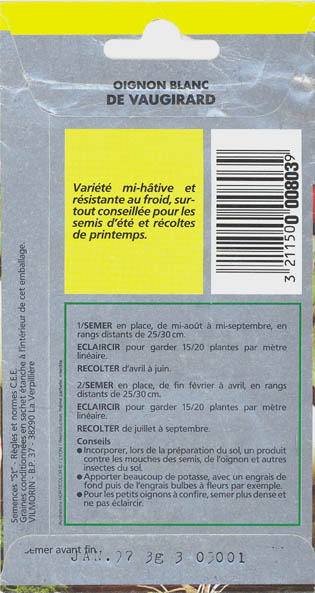 OIGNON BLANC
DE VAUGIRARD
Variété mi-hâtive et
résistante au froid, sur-
tout conseillée pour les
semis d'été et récoltes
de printemps.
3 211500 008039
1/SEMER en place, de mi-août à mi-septembre, en
rangs distants de 25/30 cm.
ECLAIRCIR pour garder 15/20 plantes par mètre
linéaire.
RECOLTER d'avril à juin.
2/SEMER en place, de fin février à avril, en rangs
distants de 25/30 cm.
ECLAIRCIR pour garder 15/20 plantes par mètre
linéaire.
RECOLTER de juillet à septembre.
Conseils
● Incorporer, lors de la préparation du sol, un produit
contre les mouches des semis, de l'oignon et autres
insectes du sol.
● Apporter beaucoup de potasse, avec un engrais de
fond puis de l'engrais bulbes à fleurs par exemple.
● Pour les petits oignons à confire, semer plus dense et
ne pas éclaircir.
Semences "St" - Règles et normes C.E.E.
Graines conditionnées en sachet étanche à l'intérieur de cet emballage.
VILMORIN - B.P. 37 - 38290 La Verpillière
semer avant fin
JAN. 97 3g 3 05001